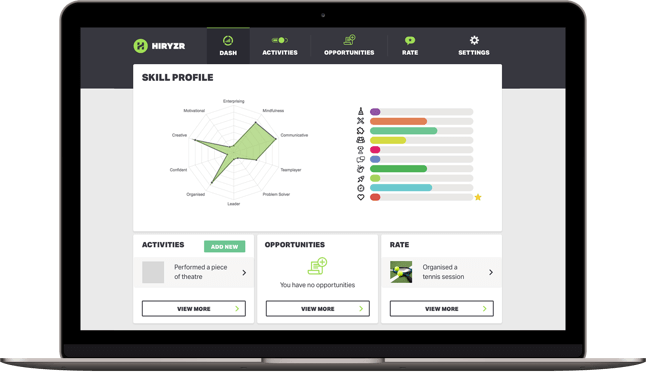 HIRYZR
DASH
ACTIVITIES
OPPORTUNITIES
RATE
SETTINGS
SKILL PROFILE
Enterprising
Motivational
Mindfulness
Creative
Communicative
Confident
Teamplayer
Organised
Problem Solver
Leader
ACTIVITIES
ADD NEW
Performed a piece
of theatre
VIEW MORE
OPPORTUNITIES
You have no opportunities
VIEW MORE
RATE
Organised a
tennis session
VIEW MORE